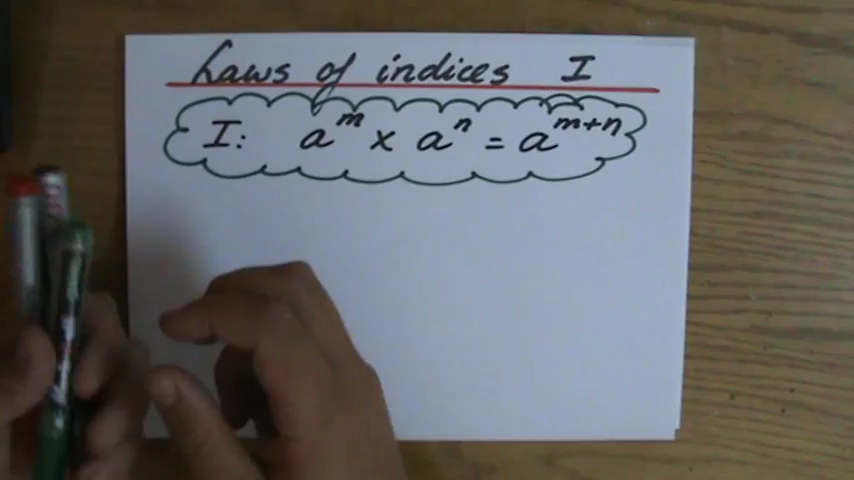 Laws of indices I
I: a^m x a^n = a^m+n